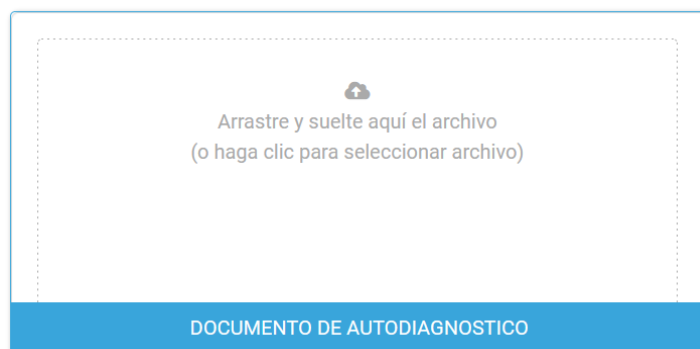 Arrastre y suelte aquí el archivo
(o haga clic para seleccionar archivo)
DOCUMENTO DE AUTODIAGNOSTICO